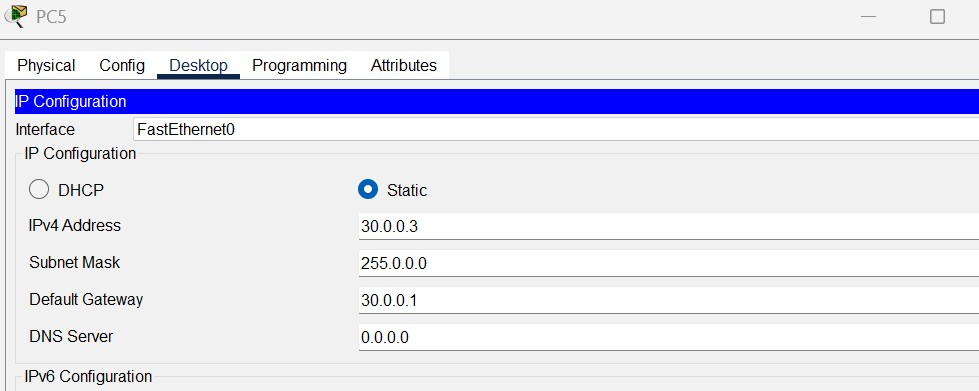 PC5
Physical Config Desktop Programming Attributes
IP Configuration
Interface FastEthernet0
IP Configuration
DHCP Static
IPv4 Address 30.0.0.3
Subnet Mask 255.0.0.0
Default Gateway 30.0.0.1
DNS Server 0.0.0.0
IPv6 Configuration